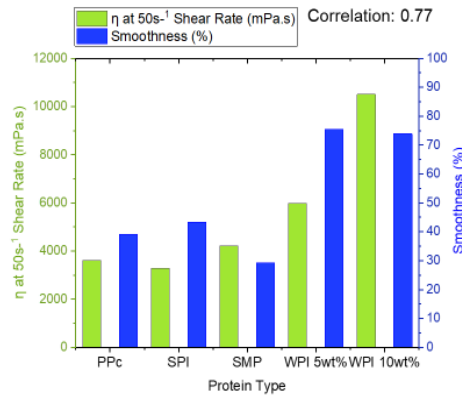 η at 50s-¹ Shear Rate (mPa.s)
Smoothness (%)
Correlation: 0.77
12000
10000
8000
6000
4000
2000
0
η at 50s-¹ Shear Rate (mPa.s)
100
90
80
70
60
50
40
30
20
10
0
Smoothness (%)
PPc SPI SMP WPI 5wt% WPI 10wt%
Protein Type